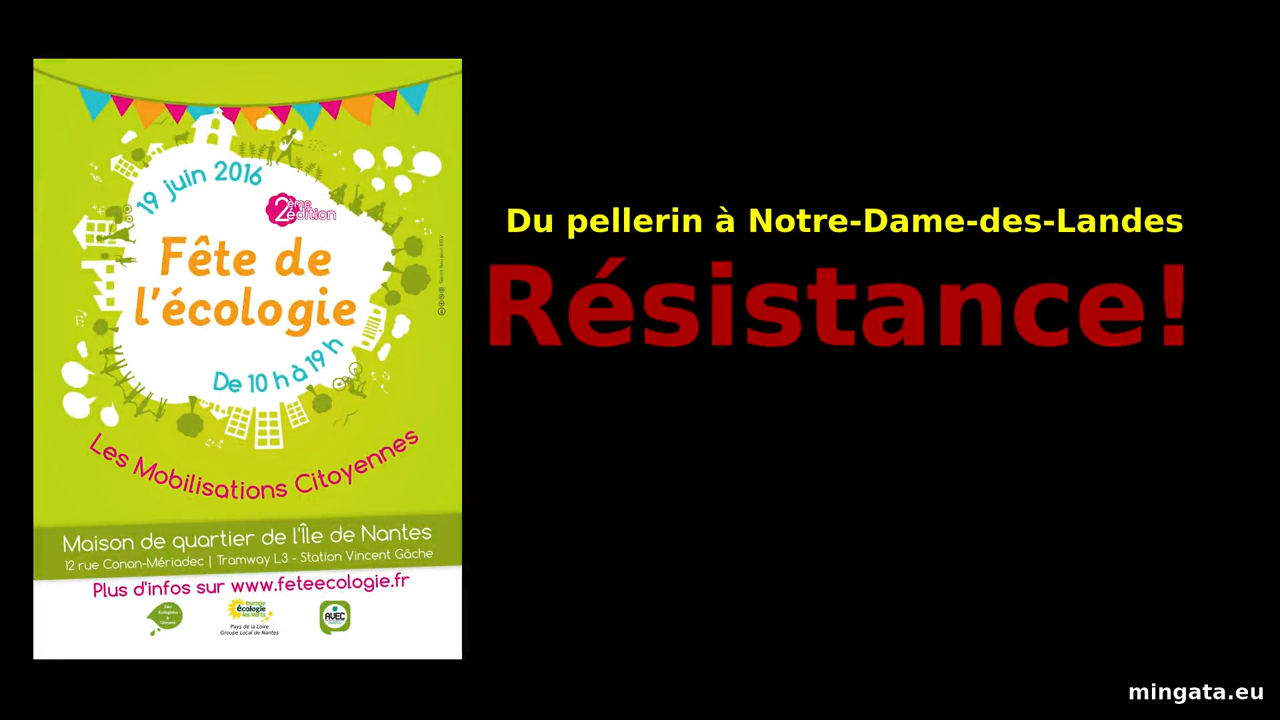 19 juin 2016
2ème
édition
Fête de
l'écologie
De 10 h à 19 h
Les Mobilisations Citoyennes
Maison de quartier de l'Île de Nantes
12 rue Conan-Mériadec | Tramway L3 - Station Vincent Gâche
Plus d'infos sur www.feteecologie.fr
europe
écologie
les verts
Pays de la Loire
Groupe Local de Nantes
AVEC
Du pellerin à Notre-Dame-des-Landes
Résistance!
mingata.eu